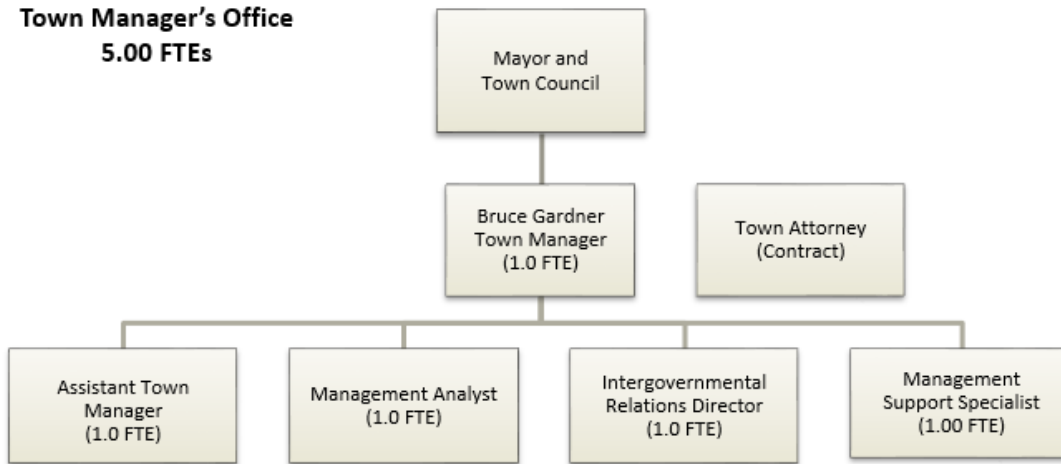 Town Manager's Office
5.00 FTEs
Mayor and
Town Council
Bruce Gardner
Town Manager
(1.0 FTE)
Town Attorney
(Contract)
Assistant Town
Manager
(1.0 FTE)
Management Analyst
(1.0 FTE)
Intergovernmental
Relations Director
(1.0 FTE)
Management
Support Specialist
(1.00 FTE)